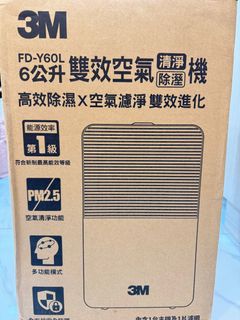 3M
FD-Y60L
6公升 雙效空氣 清淨 除溼 機
高效除濕X空氣濾淨 雙效進化
能源效率
第1級
符合新制最高能效等級
PM2.5
空氣清淨功能
多功能模式
3M